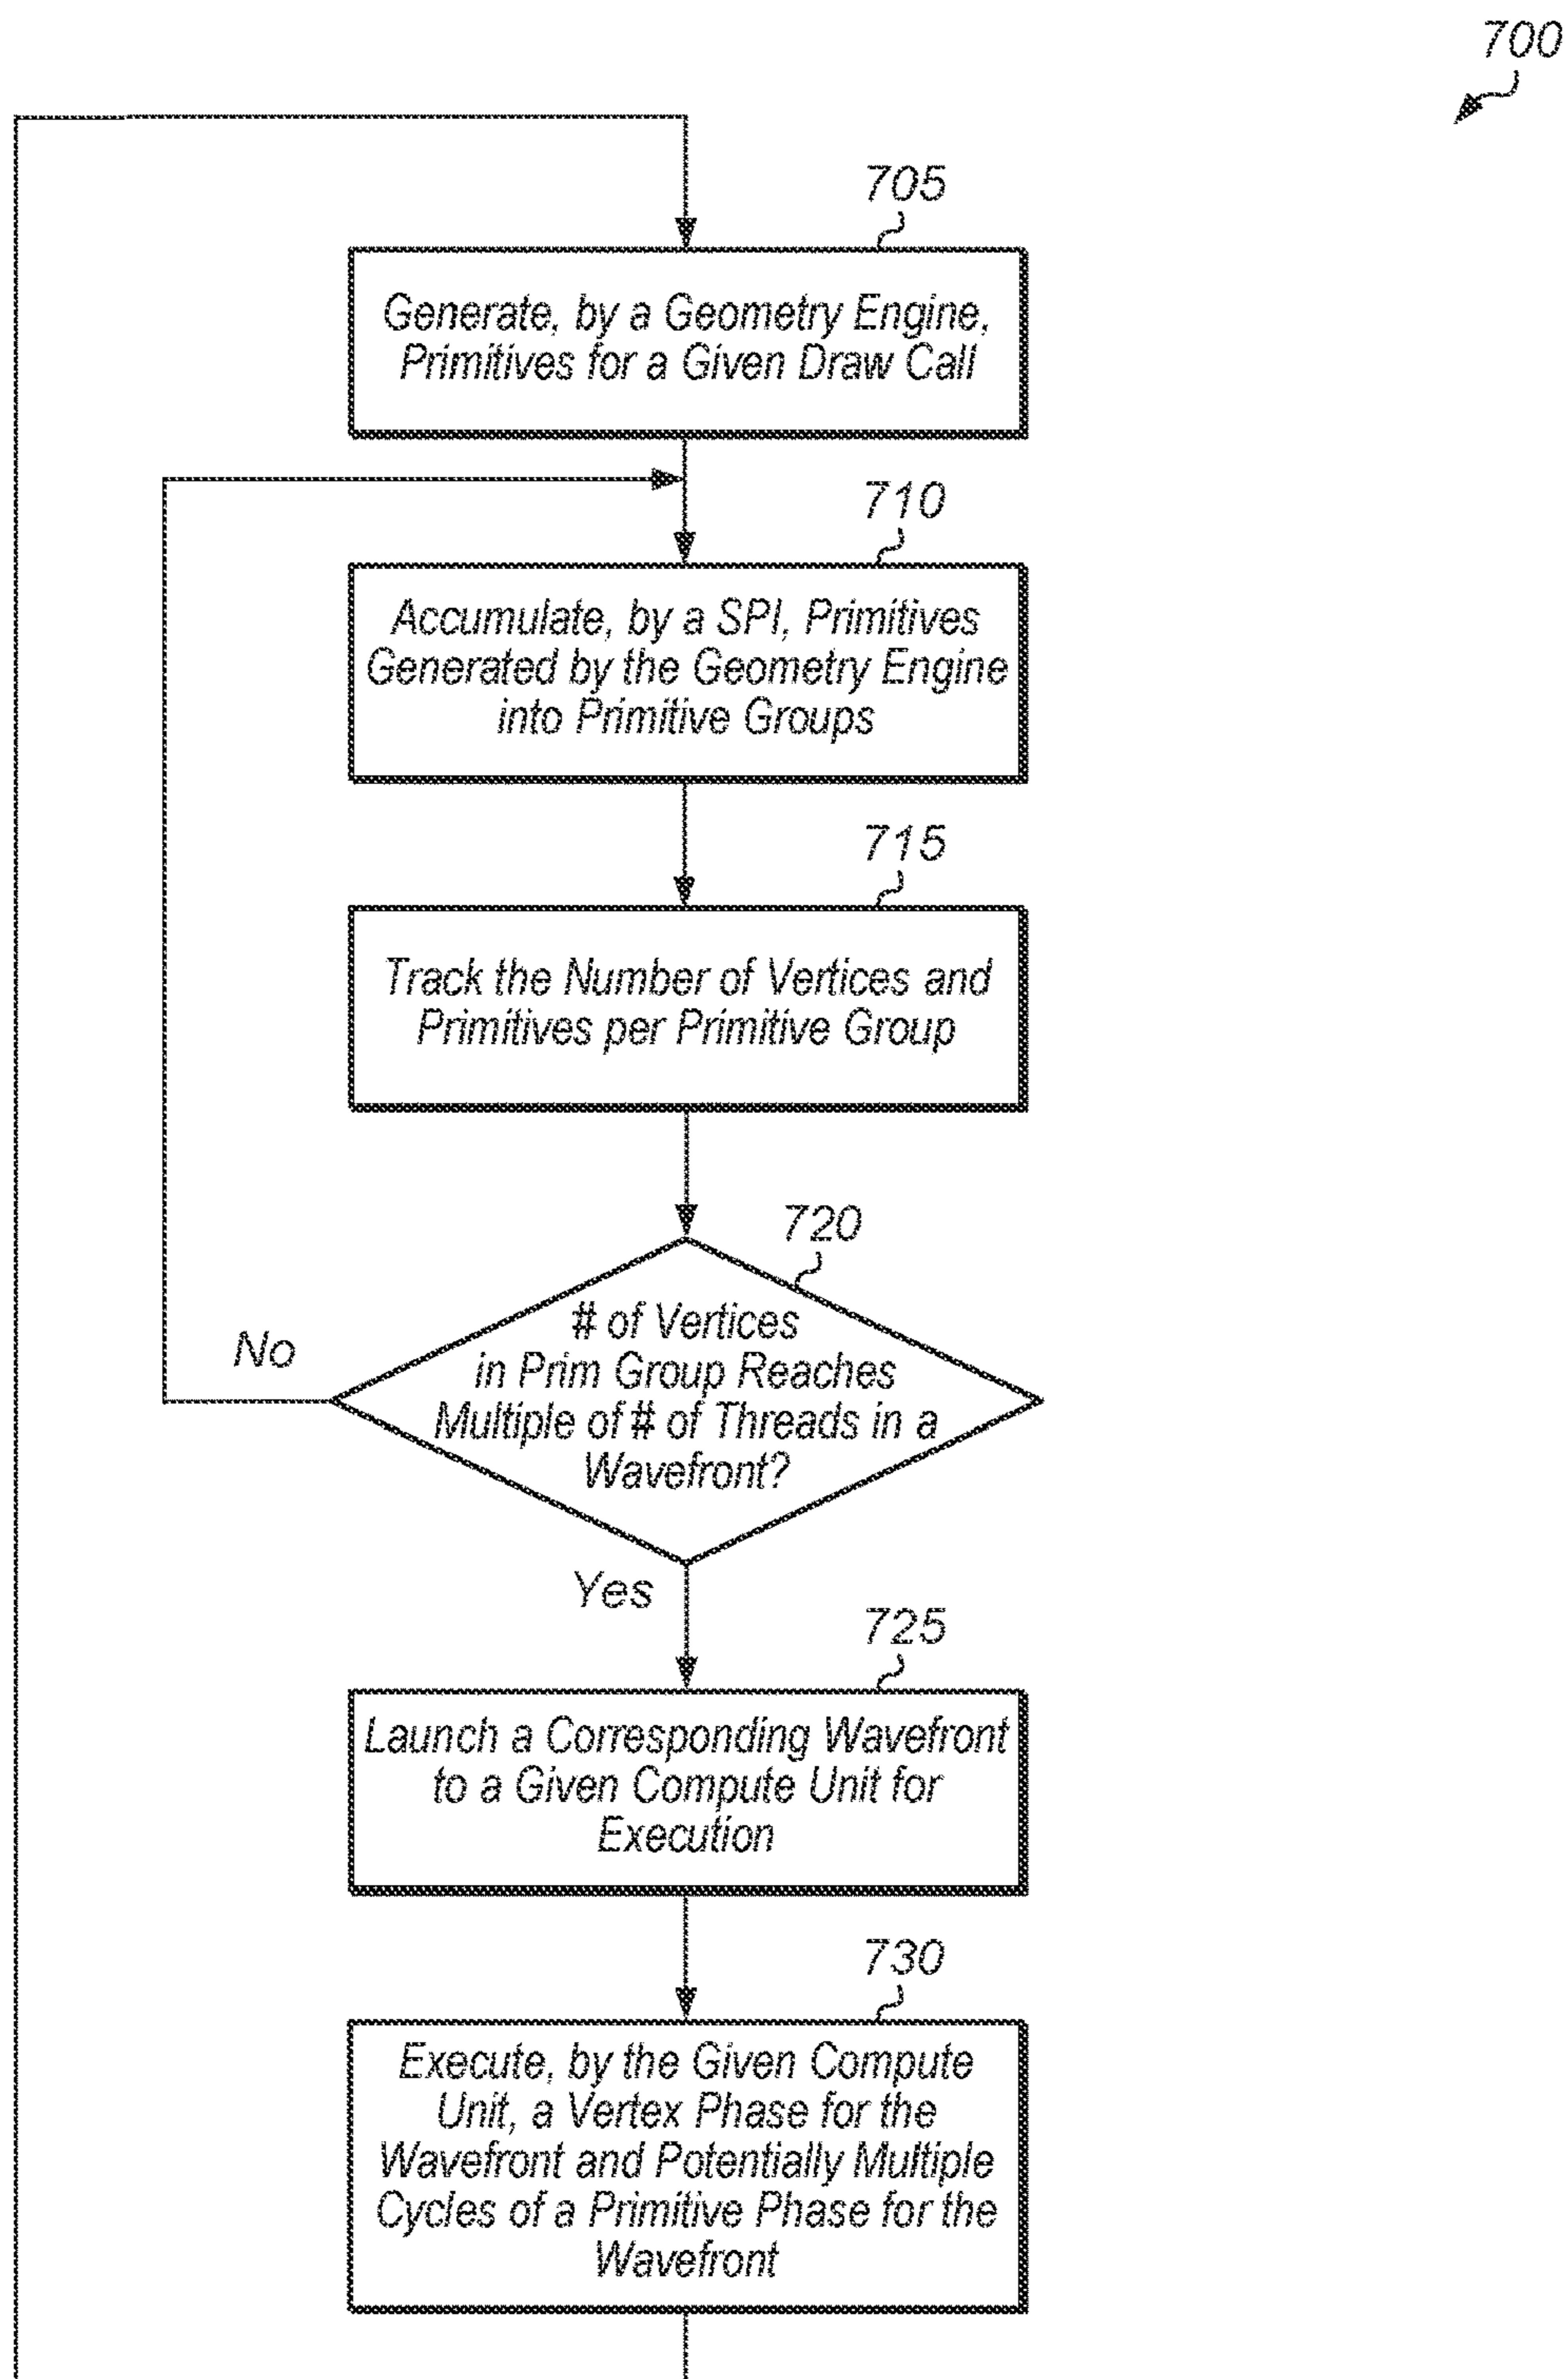 700
705
Generate, by a Geometry Engine,
Primitives for a Given Draw Call
710
Accumulate, by a SPI, Primitives
Generated by the Geometry Engine
into Primitive Groups
715
Track the Number of Vertices and
Primitives per Primitive Group
720
# of Vertices
in Prim Group Reaches
Multiple of # of Threads in a
Wavefront?
No
Yes
725
Launch a Corresponding Wavefront
to a Given Compute Unit for
Execution
730
Execute, by the Given Compute
Unit, a Vertex Phase for the
Wavefront and Potentially Multiple
Cycles of a Primitive Phase for the
Wavefront